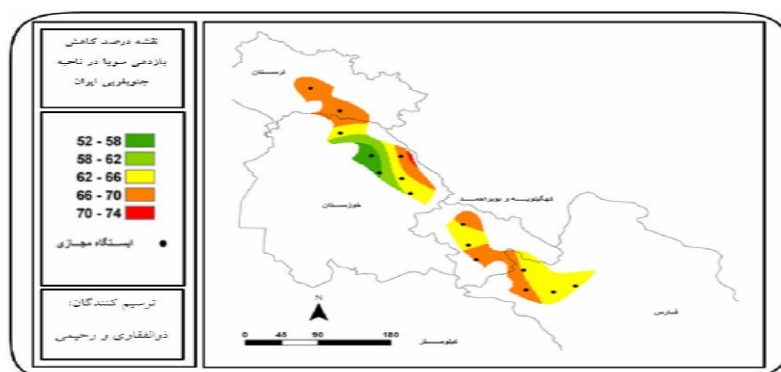 نقشه درصد کاهش
بازدهی سویا در ناحیه
جنوبغربی ایران
52 - 58
58 - 62
62 - 66
66 - 70
70 - 74
ایستگاه مجازی
ترسیم کنندگان:
ذوالفقاری و رحیمی
لرستان
خوزستان
کهگیلویه و بویراحمد
فارس
N
0 45 90 180
کیلومتر